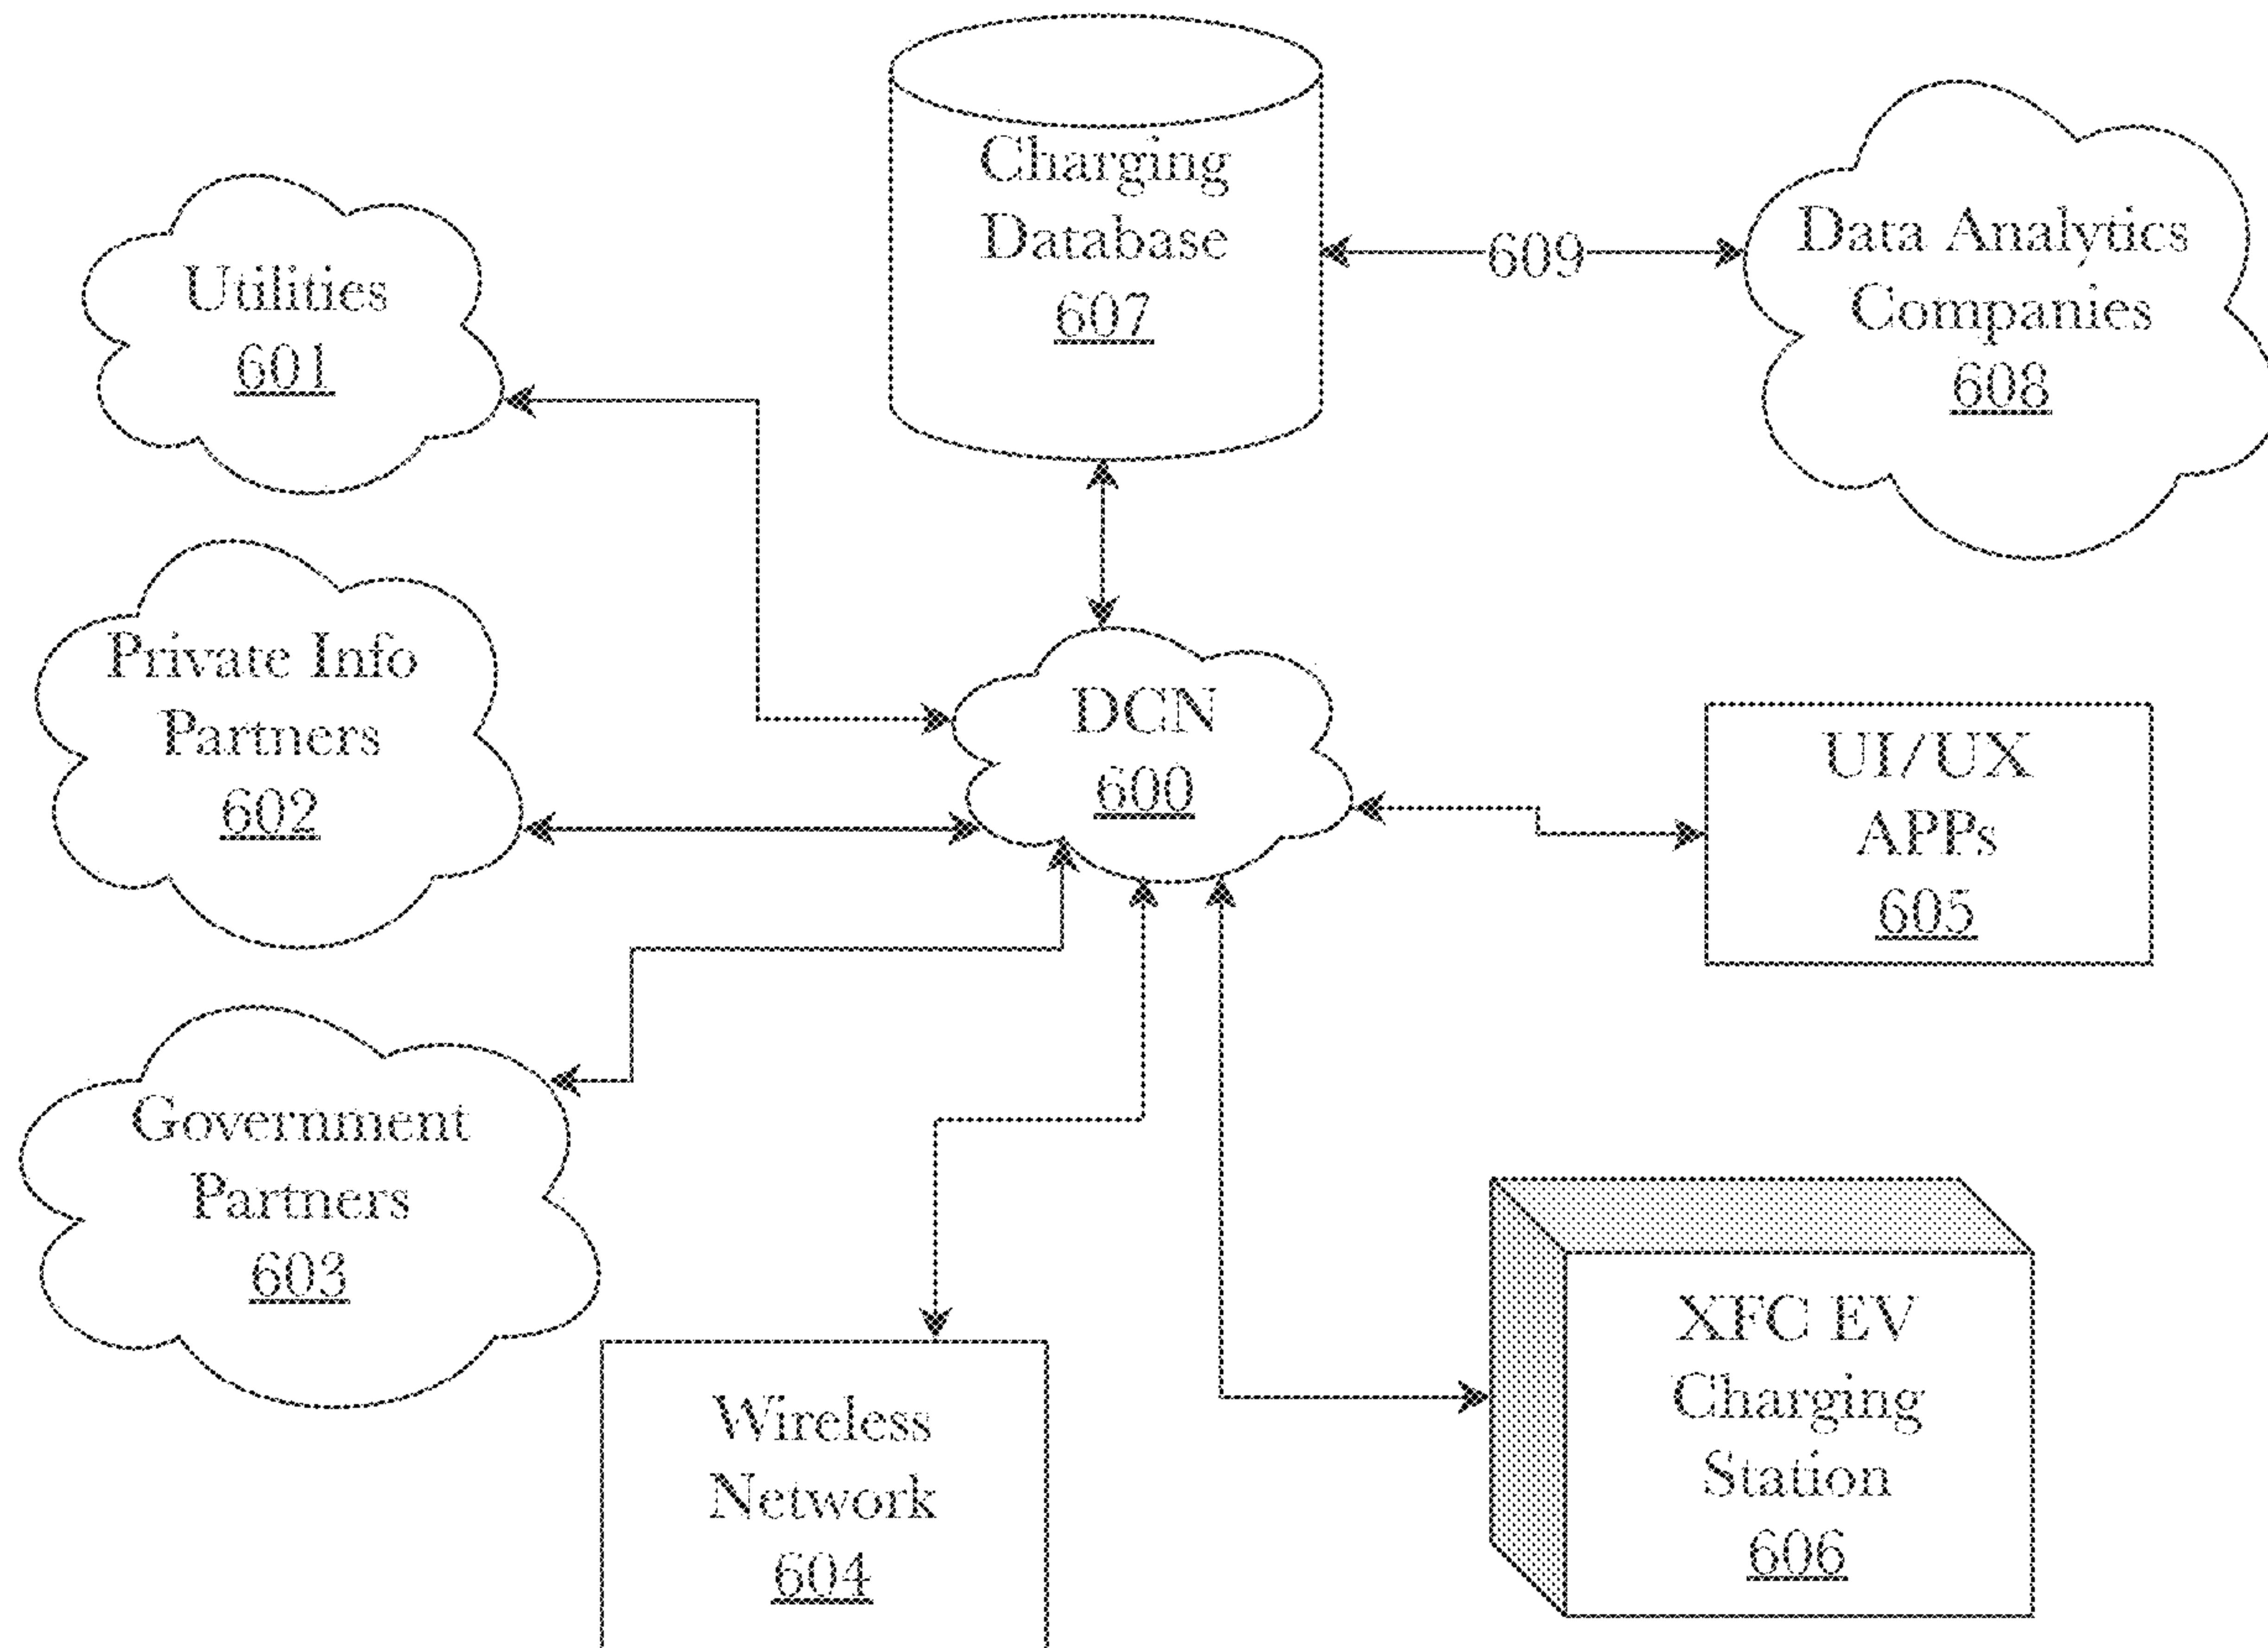 Charging
Database
607
609
Data Analytics
Companies
608
Utilities
601
Private Info
Partners
602
DCN
600
UI/UX
APPs
605
Government
Partners
603
Wireless
Network
604
XFC EV
Charging
Station
606